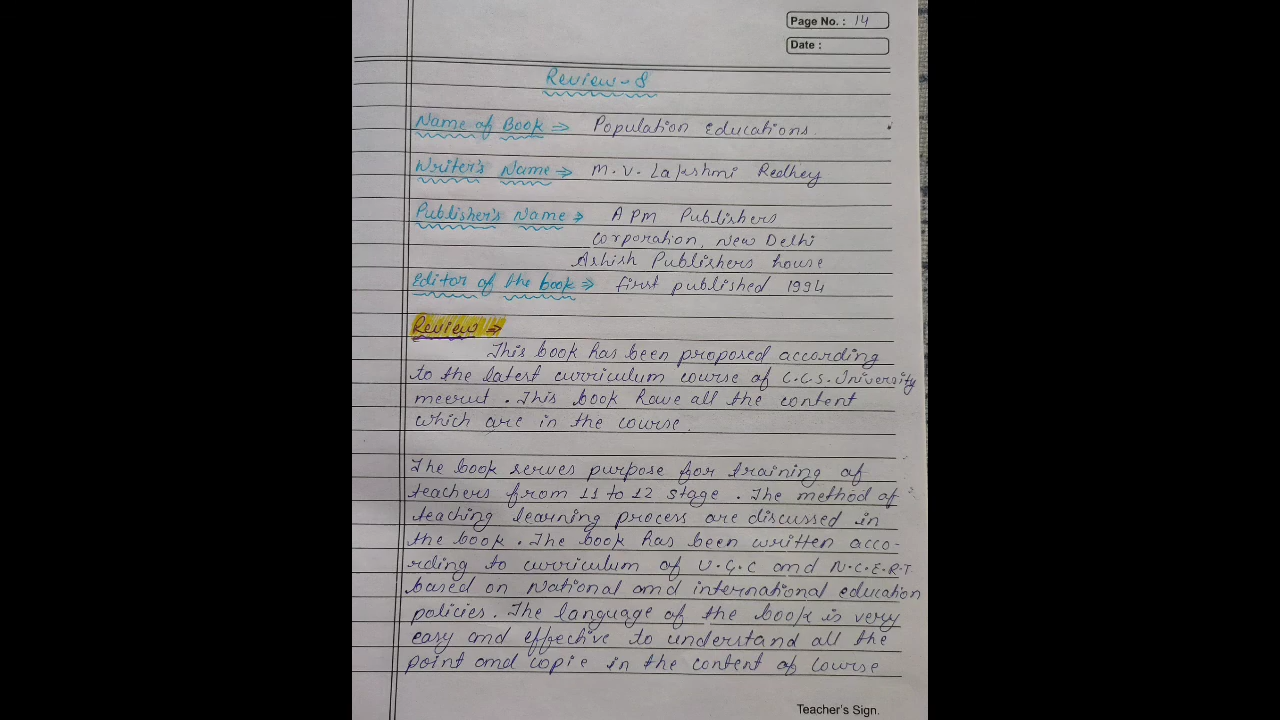 Page No. : 14
Date :
Review - 8
Name of Book ⇒ Population Educations.
Writer's Name ⇒ M. V. Lakshmi Redhey
Publisher's Name ⇒ APM Publishers
Corporation, New Delhi
Ashish Publishers house
Editor of the book ⇒ first published 1994
Review ⇒
This book has been proposed according
to the latest curriculum course of C.C.S. University
meerut. This book have all the content
which are in the course.
The book serves purpose for training of
teachers from 11 to 12 stage. The method of
teaching learning process are discussed in
the book. The book has been written acco-
rding to curriculum of U.G.C and N.C.E.R.T.
based on National and international education
policies. The language of the book is very
easy and effective to understand all the
point and copie in the content of course
Teacher's Sign.